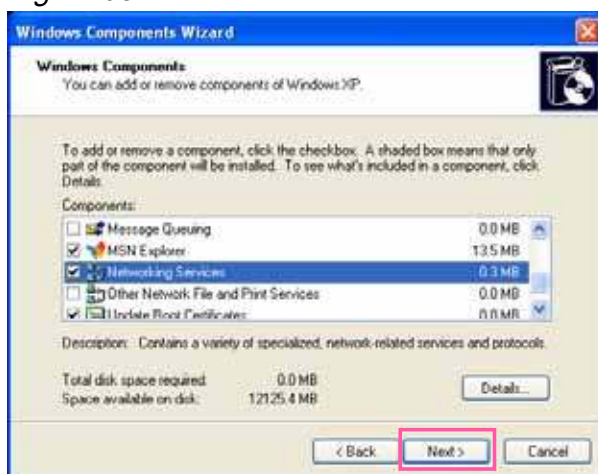 Windows Components Wizard
Windows Components
You can add or remove components of Windows XP.
To add or remove a component, click the checkbox. A shaded box means that only
part of the component will be installed. To see what's included in a component, click
Details.
Components:
Message Queuing 0.0 MB
MSN Explorer 13.5 MB
Networking Services 0.3 MB
Other Network File and Print Services 0.0 MB
Update Root Certificates 0.0 MB
Description: Contains a variety of specialized, network-related services and protocols.
Total disk space required: 0.0 MB
Space available on disk: 12125.4 MB
Details...
< Back Next > Cancel